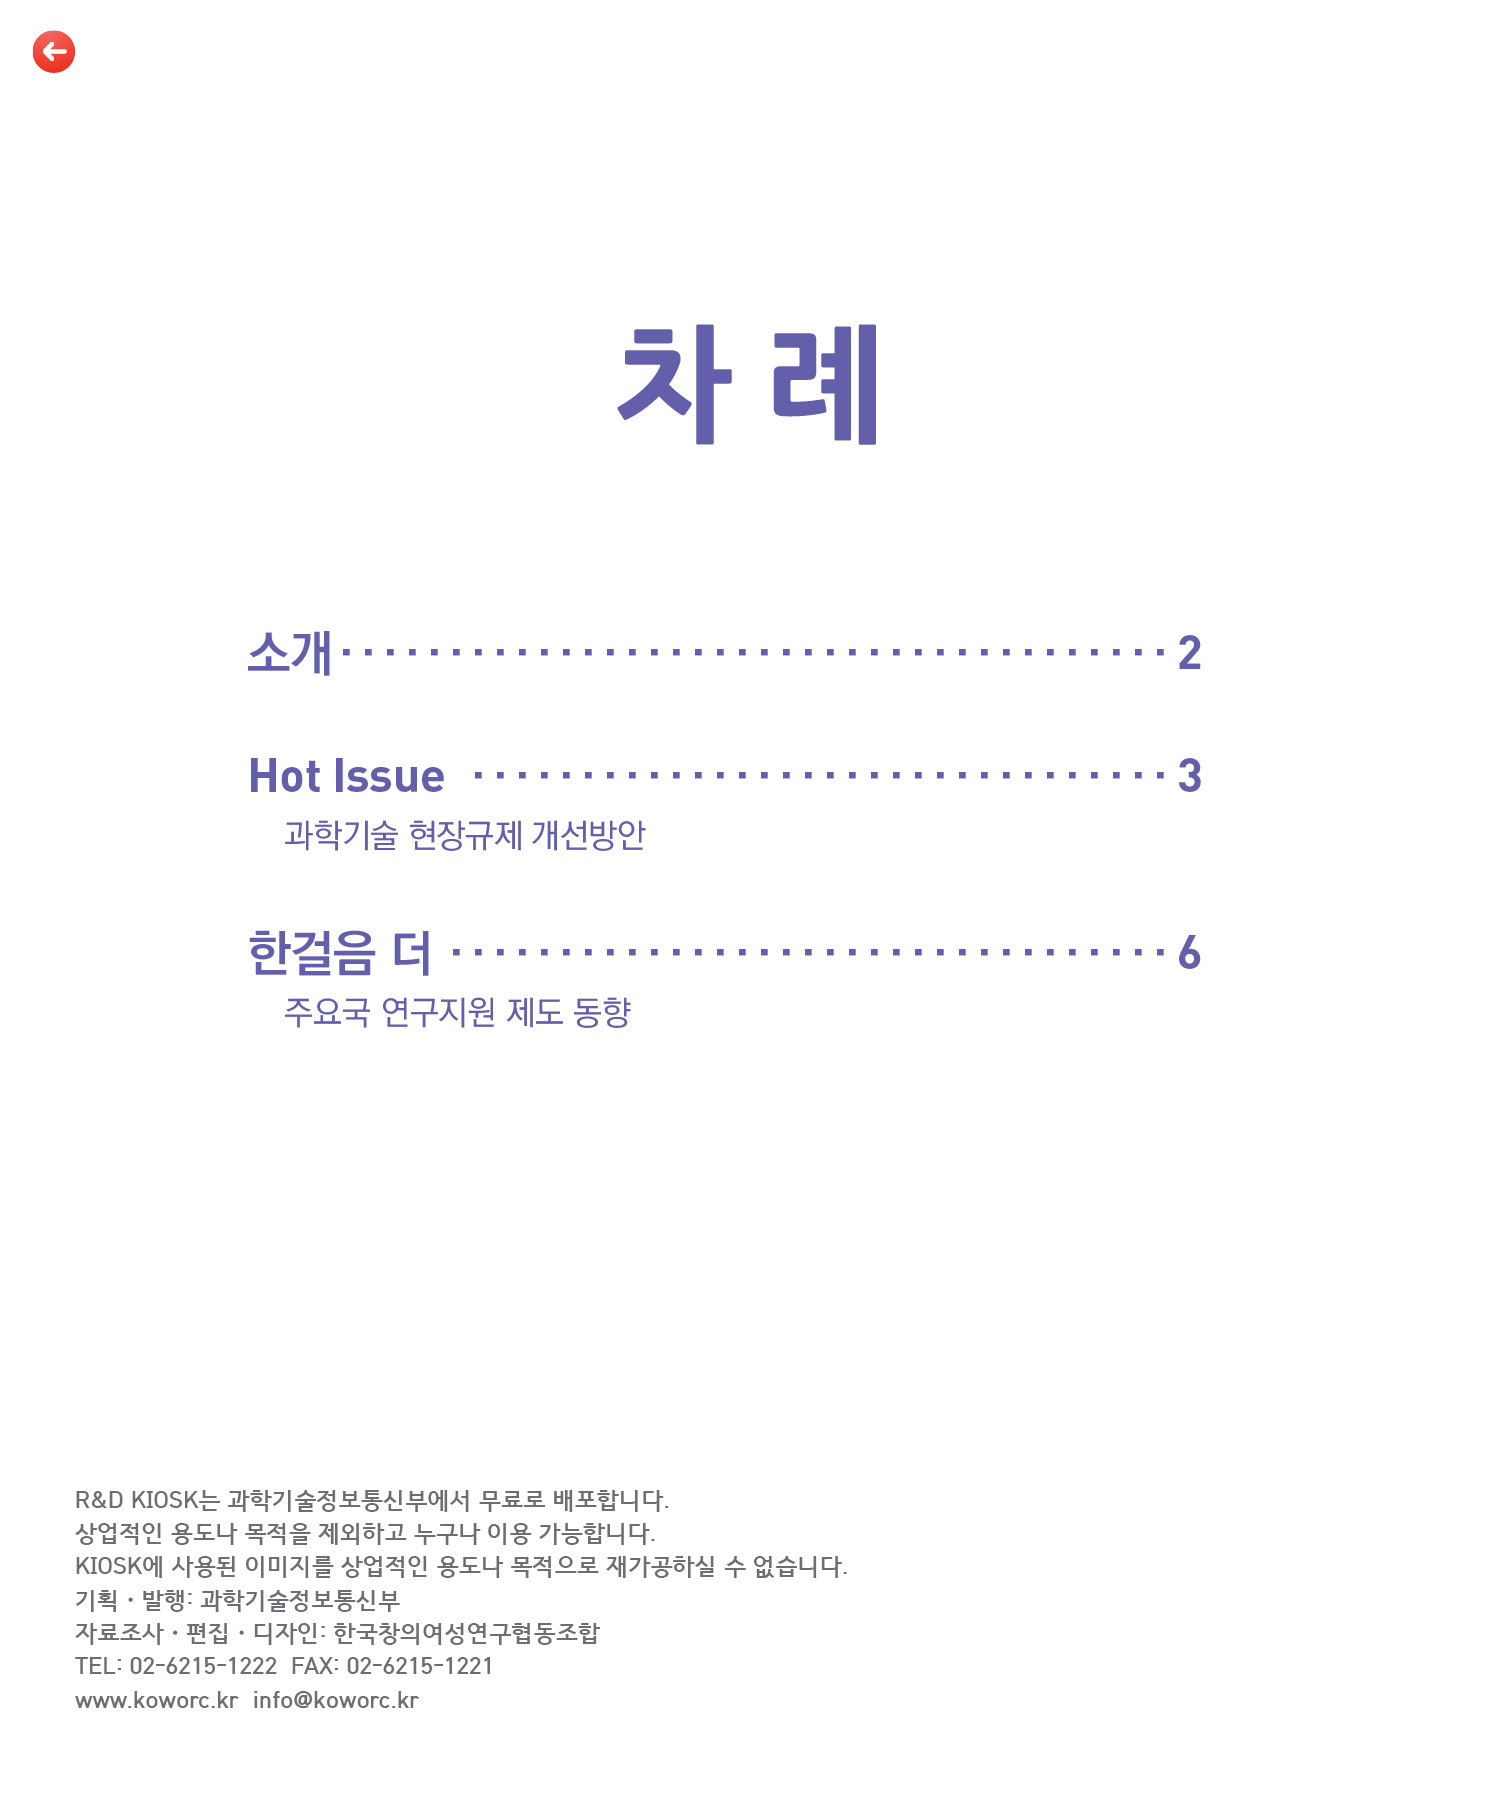 차 례
소개 ······································ 2
Hot Issue ································ 3
과학기술 현장규제 개선방안
한걸음 더 ································· 6
주요국 연구지원 제도 동향
R&D KIOSK는 과학기술정보통신부에서 무료로 배포합니다.
상업적인 용도나 목적을 제외하고 누구나 이용 가능합니다.
KIOSK에 사용된 이미지를 상업적인 용도나 목적으로 재가공하실 수 없습니다.
기획·발행: 과학기술정보통신부
자료조사·편집·디자인: 한국창의여성연구협동조합
TEL: 02-6215-1222 FAX: 02-6215-1221
www.koworc.kr info@koworc.kr